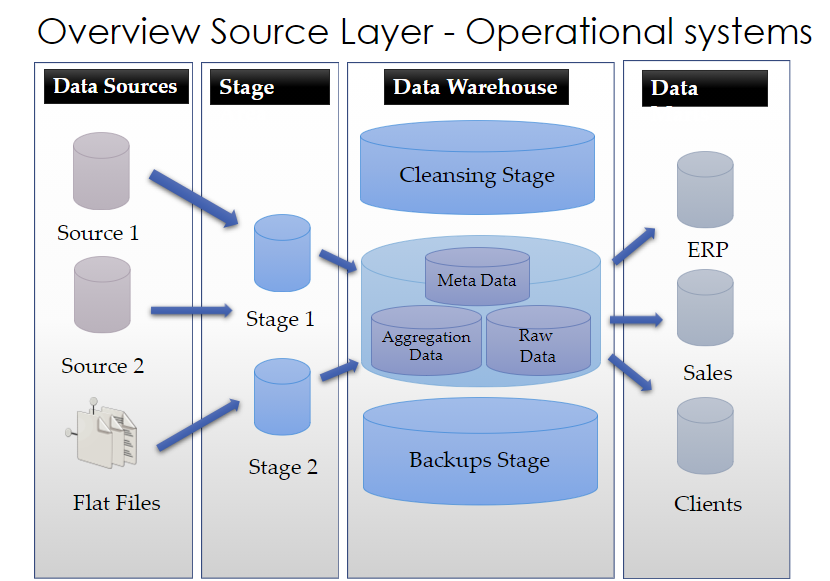 Overview Source Layer - Operational systems
Data Sources
Stage
Data Warehouse
Data
Source 1
Source 2
Flat Files
Stage 1
Stage 2
Cleansing Stage
Meta Data
Aggregation
Data
Raw
Data
Backups Stage
ERP
Sales
Clients